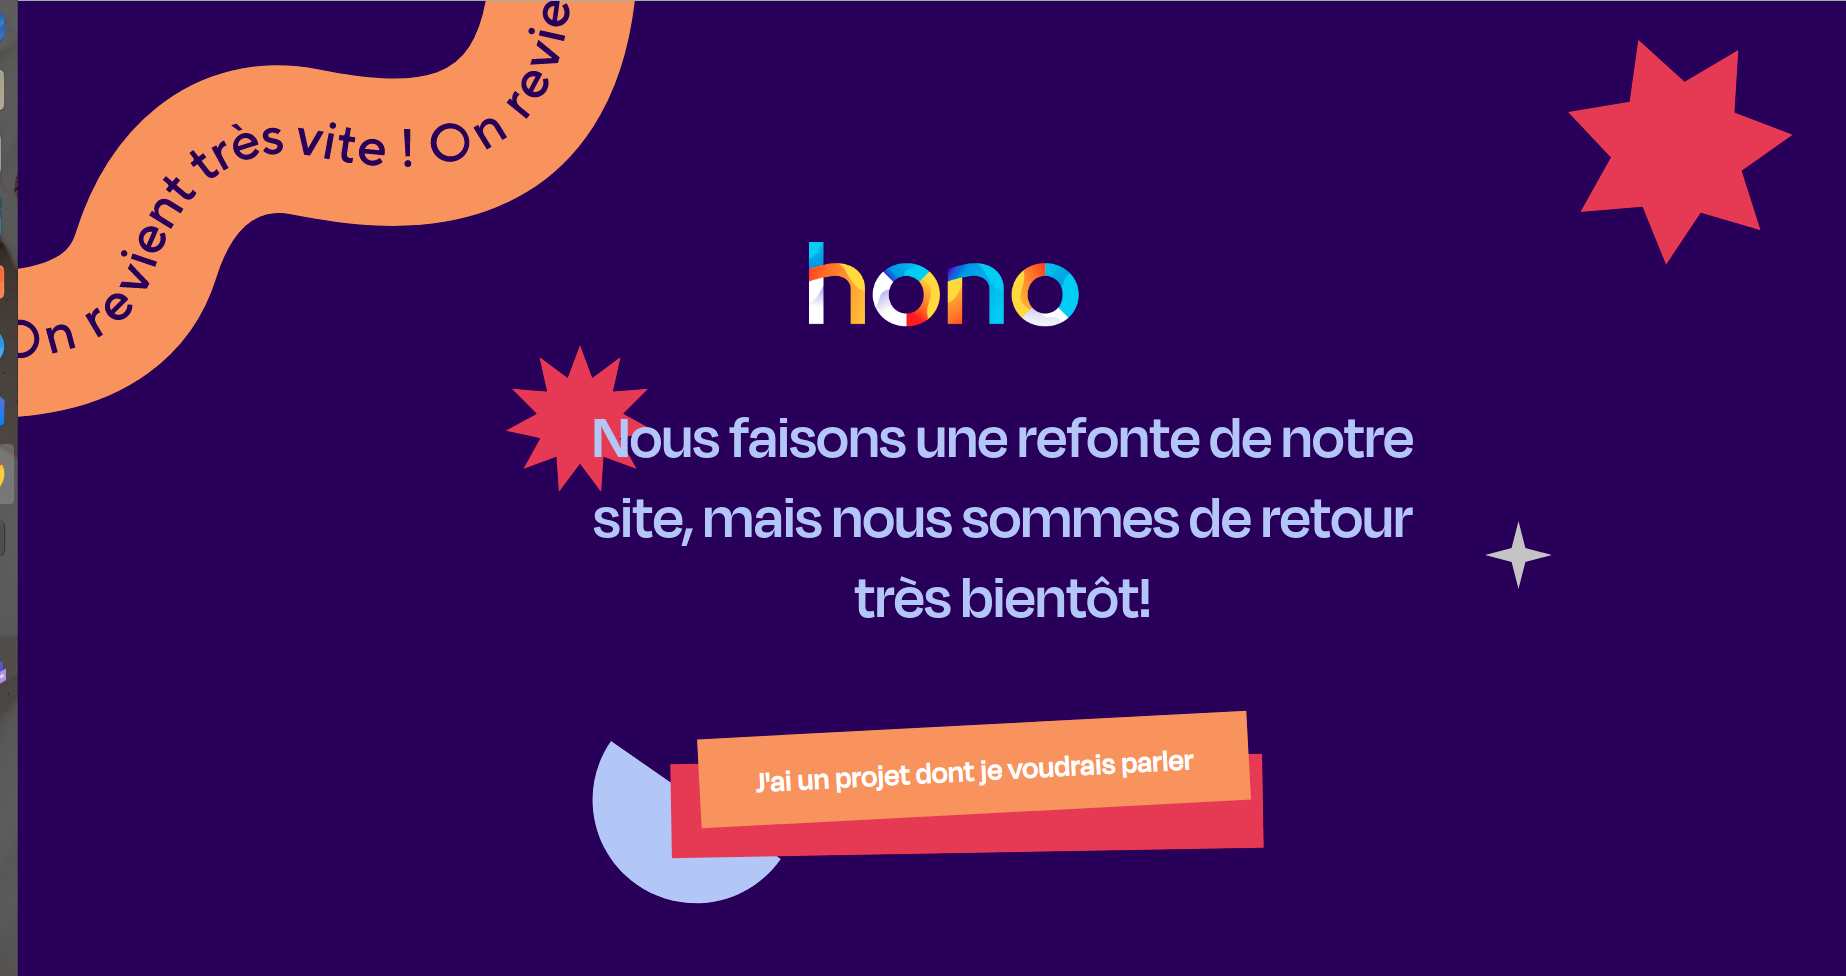 On revient très vite ! On revie
hono
Nous faisons une refonte de notre
site, mais nous sommes de retour
très bientôt!
J'ai un projet dont je voudrais parler